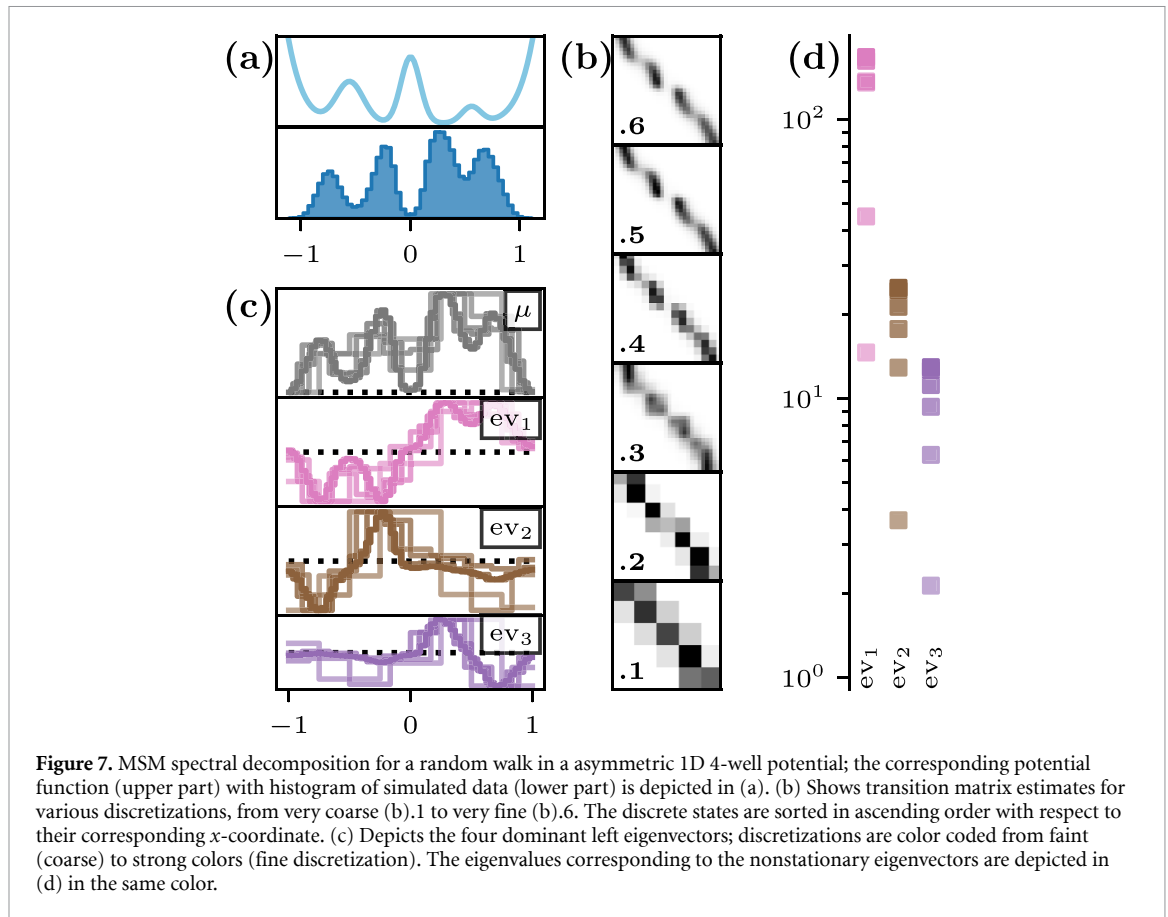 (a)
−1 0 1
(b)
.6
.5
.4
.3
.2
.1
(c)
μ
ev₁
ev₂
ev₃
−1 0 1
(d)
10²
10¹
10⁰
ev₁
ev₂
ev₃
Figure 7. MSM spectral decomposition for a random walk in a asymmetric 1D 4-well potential; the corresponding potential
function (upper part) with histogram of simulated data (lower part) is depicted in (a). (b) Shows transition matrix estimates for
various discretizations, from very coarse (b).1 to very fine (b).6. The discrete states are sorted in ascending order with respect to
their corresponding x-coordinate. (c) Depicts the four dominant left eigenvectors; discretizations are color coded from faint
(coarse) to strong colors (fine discretization). The eigenvalues corresponding to the nonstationary eigenvectors are depicted in
(d) in the same color.